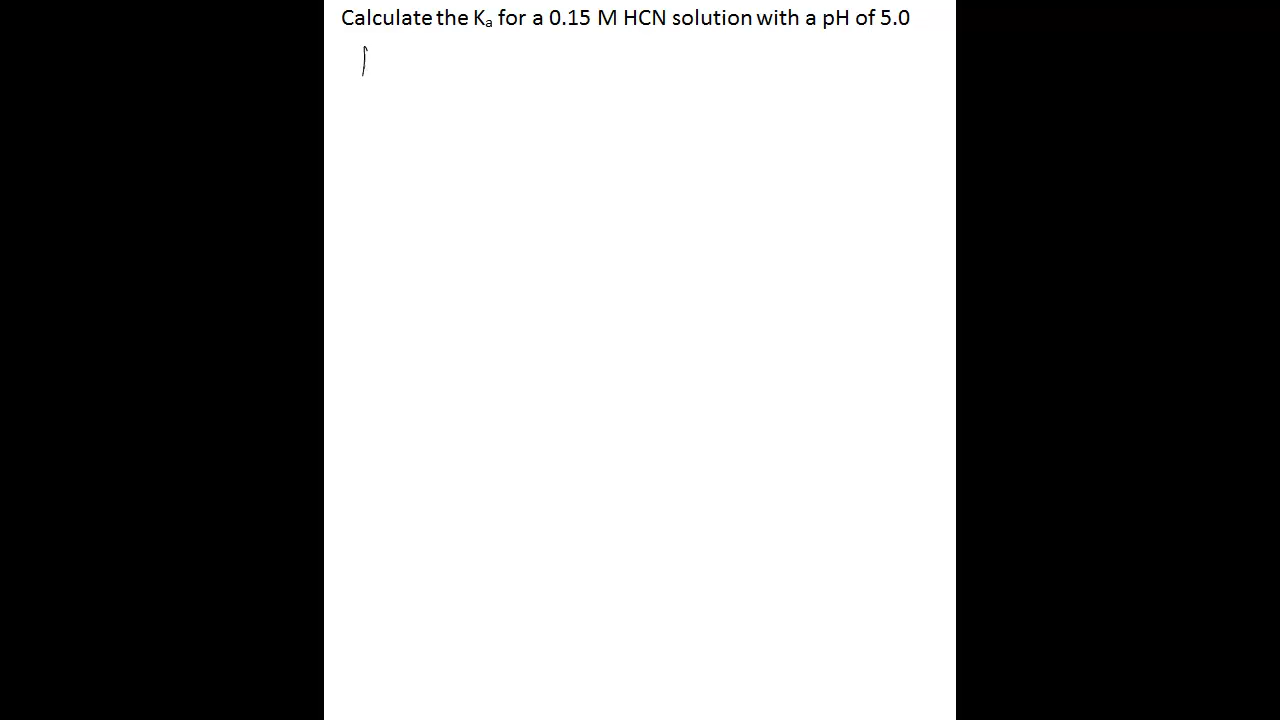 Calculate the Kₐ for a 0.15 M HCN solution with a pH of 5.0